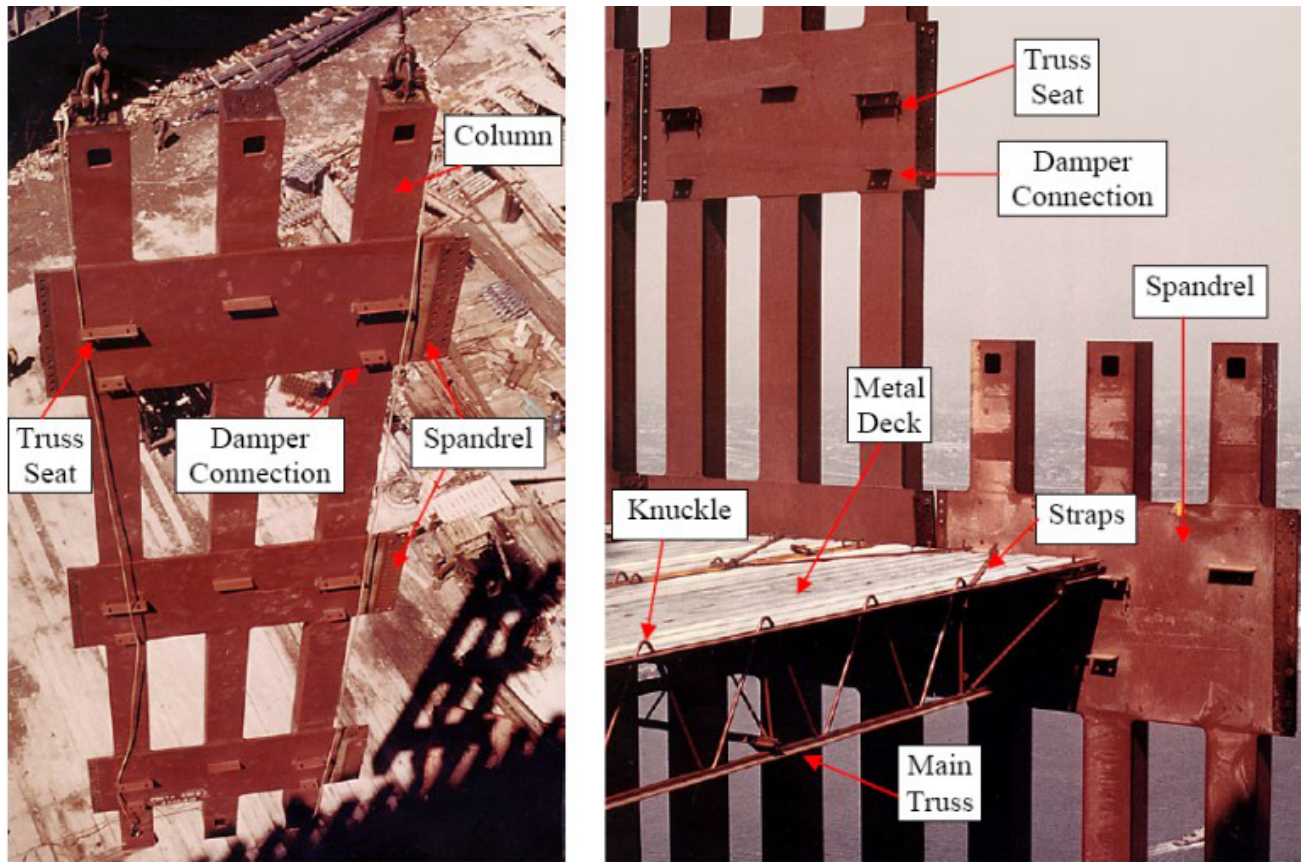 Column
Truss
Seat
Damper
Connection
Spandrel
Truss
Seat
Damper
Connection
Spandrel
Metal
Deck
Knuckle
Straps
Main
Truss